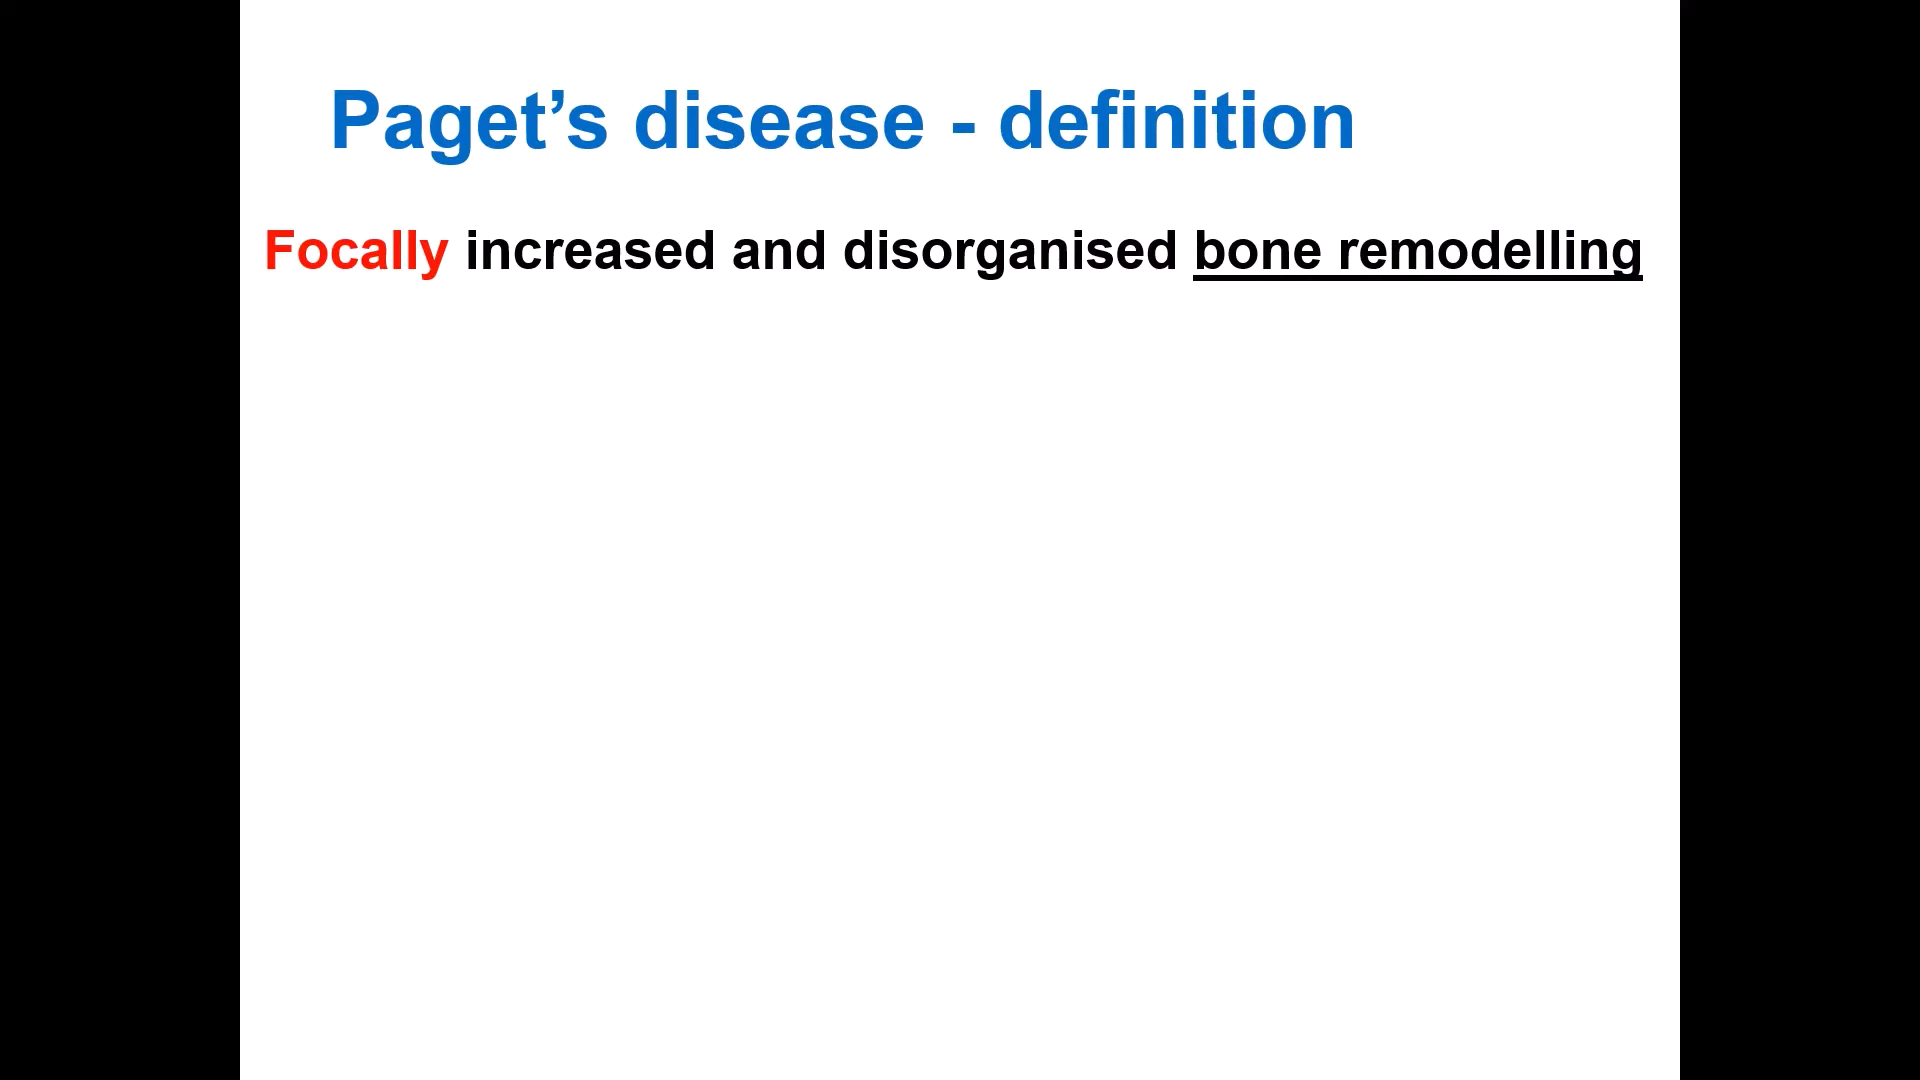 Paget’s disease - definition
Focally increased and disorganised bone remodelling